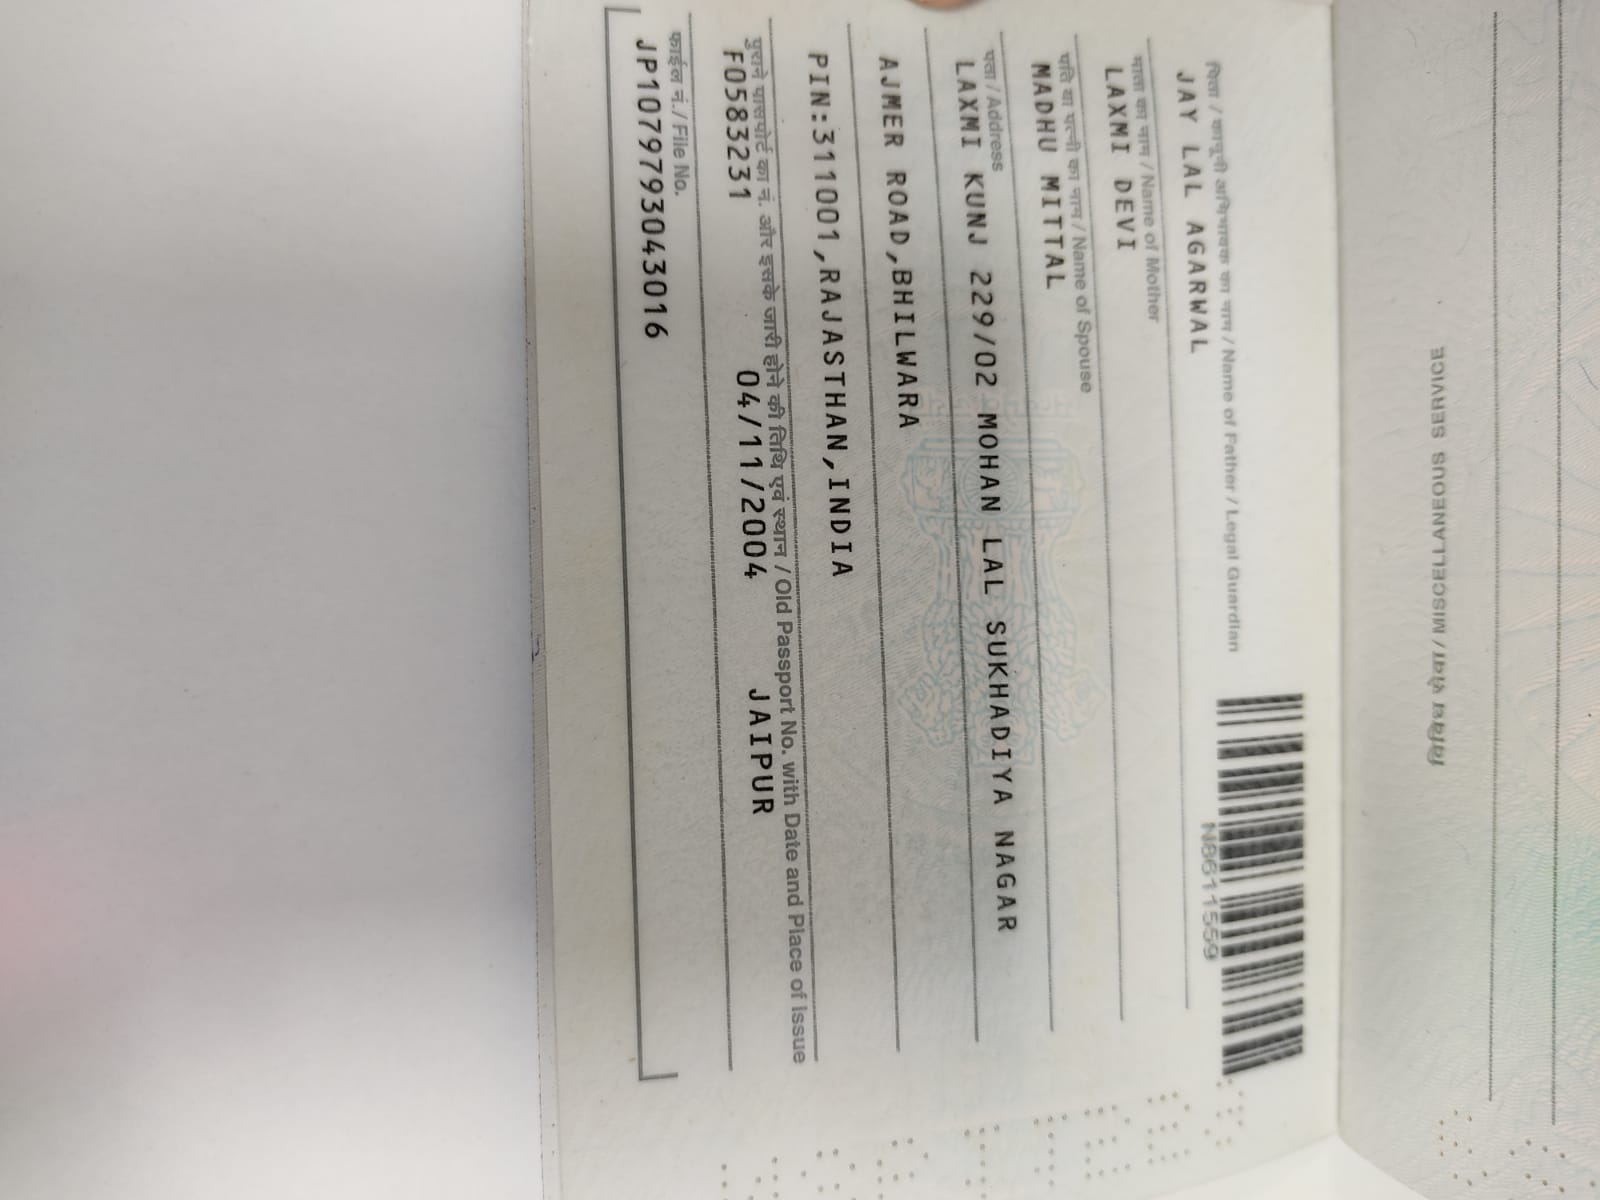 पिता / कानूनी अभिभावक का नाम / Name of Father / Legal Guardian
JAY LAL AGARWAL
N8611559
माता का नाम / Name of Mother
LAXMI DEVI
पति या पत्नी का नाम / Name of Spouse
MADHU MITTAL
पता / Address
LAXMI KUNJ 229/02 MOHAN LAL SUKHADIYA NAGAR
AJMER ROAD,BHILWARA
PIN:311001,RAJASTHAN,INDIA
पुराने पासपोर्ट का नं. और इसके जारी होने की तिथि एवं स्थान / Old Passport No. with Date and Place of Issue
F0583231 04/11/2004 JAIPUR
फाईल नं. / File No.
JP1079793043016
MISCELLANEOUS SERVICE